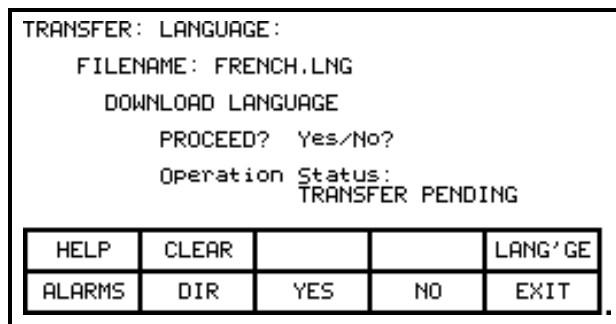 TRANSFER: LANGUAGE:
FILENAME: FRENCH.LNG
DOWNLOAD LANGUAGE
PROCEED? Yes/No?
Operation Status:
TRANSFER PENDING
HELP CLEAR LANG'GE
ALARMS DIR YES NO EXIT
.